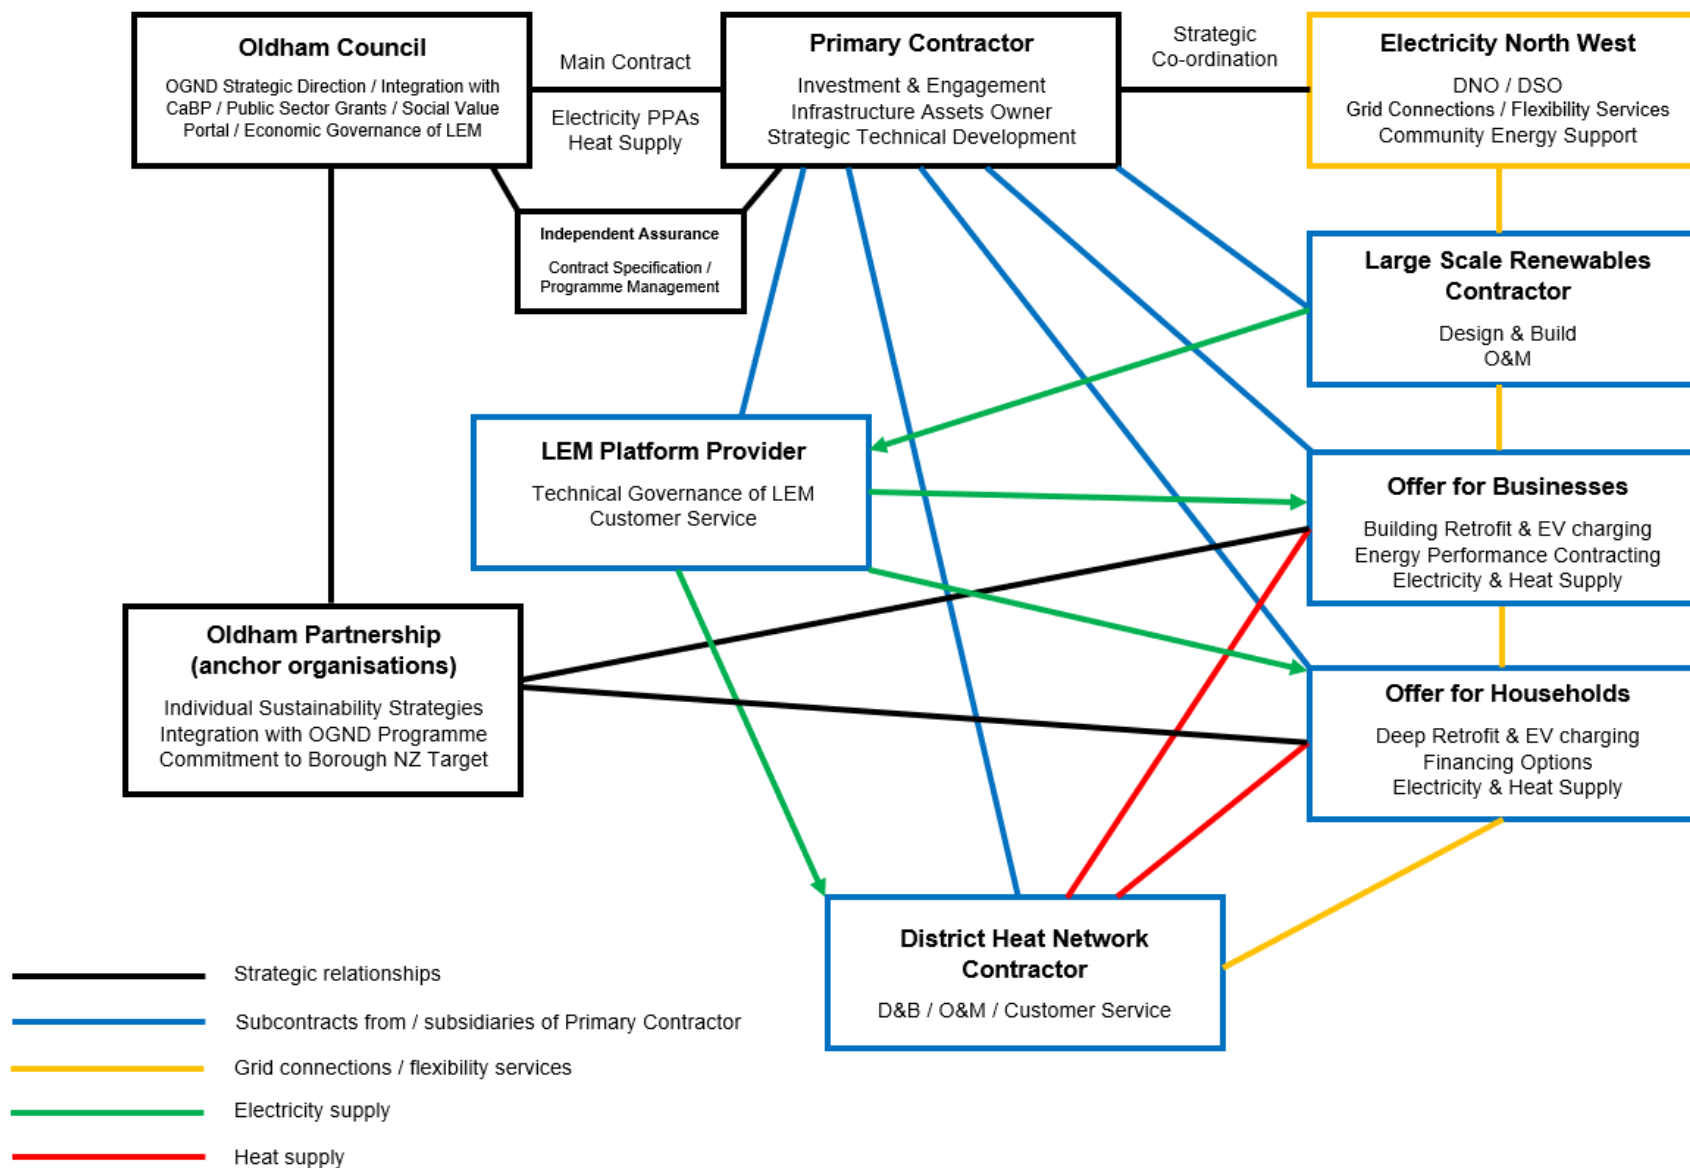 Oldham Council
OGND Strategic Direction / Integration with
CaBP / Public Sector Grants / Social Value
Portal / Economic Governance of LEM
Main Contract
Electricity PPAs
Heat Supply
Primary Contractor
Investment & Engagement
Infrastructure Assets Owner
Strategic Technical Development
Strategic
Co-ordination
Electricity North West
DNO / DSO
Grid Connections / Flexibility Services
Community Energy Support
Independent Assurance
Contract Specification /
Programme Management
Large Scale Renewables
Contractor
Design & Build
O&M
LEM Platform Provider
Technical Governance of LEM
Customer Service
Offer for Businesses
Building Retrofit & EV charging
Energy Performance Contracting
Electricity & Heat Supply
Oldham Partnership
(anchor organisations)
Individual Sustainability Strategies
Integration with OGND Programme
Commitment to Borough NZ Target
Offer for Households
Deep Retrofit & EV charging
Financing Options
Electricity & Heat Supply
District Heat Network
Contractor
D&B / O&M / Customer Service
Strategic relationships
Subcontracts from / subsidiaries of Primary Contractor
Grid connections / flexibility services
Electricity supply
Heat supply